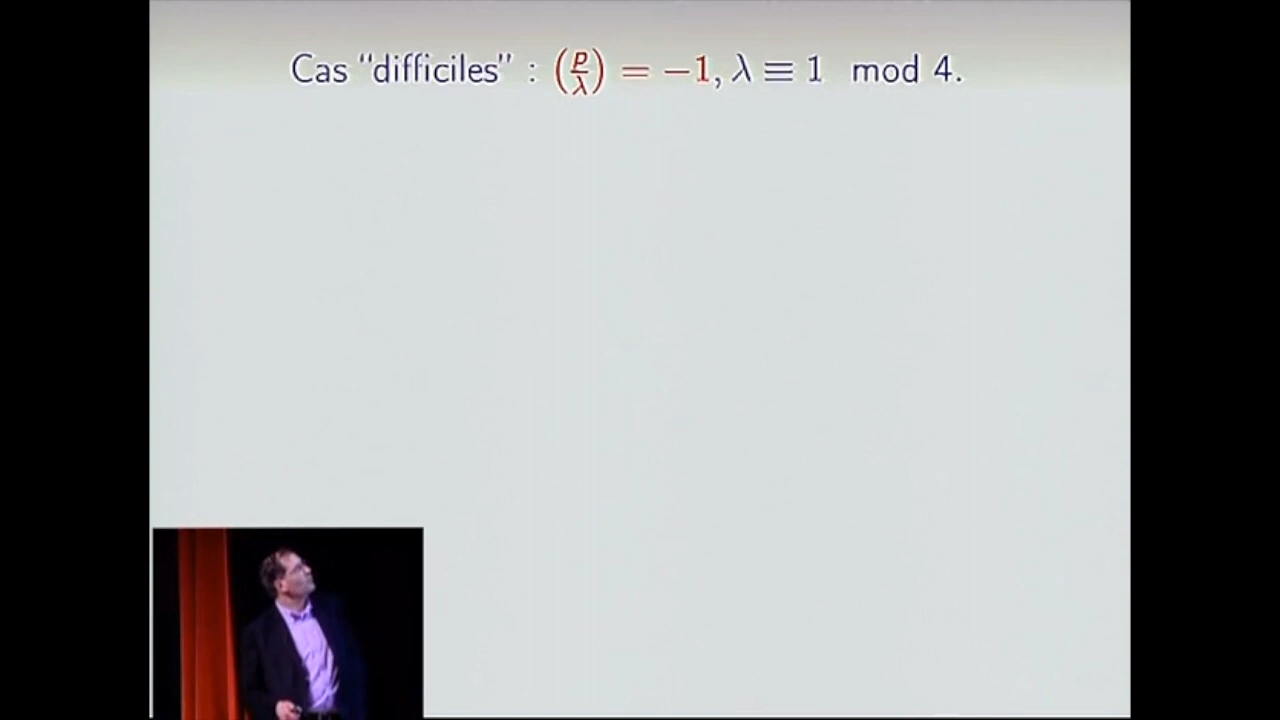 Cas “difficiles” : (p/λ) = −1, λ ≡ 1 mod 4.